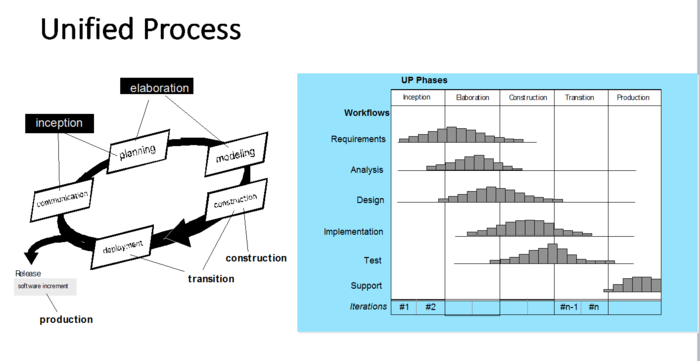 Unified Process
elaboration
inception
planning
modeling
communication
construction
deployment
construction
transition
Release
software increment
production
UP Phases
Inception Elaboration Construction Transition Production
Workflows
Requirements
Analysis
Design
Implementation
Test
Support
Iterations #1 #2 #n-1 #n